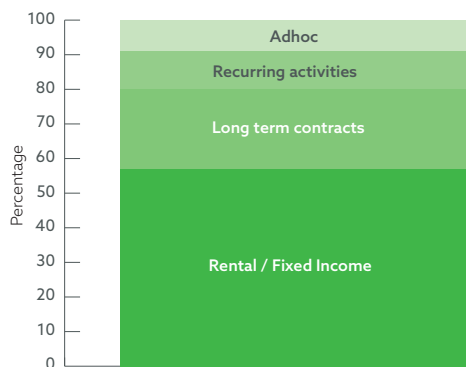 100
90
80
70
60
50
40
30
20
10
0
Percentage
Adhoc
Recurring activities
Long term contracts
Rental / Fixed Income